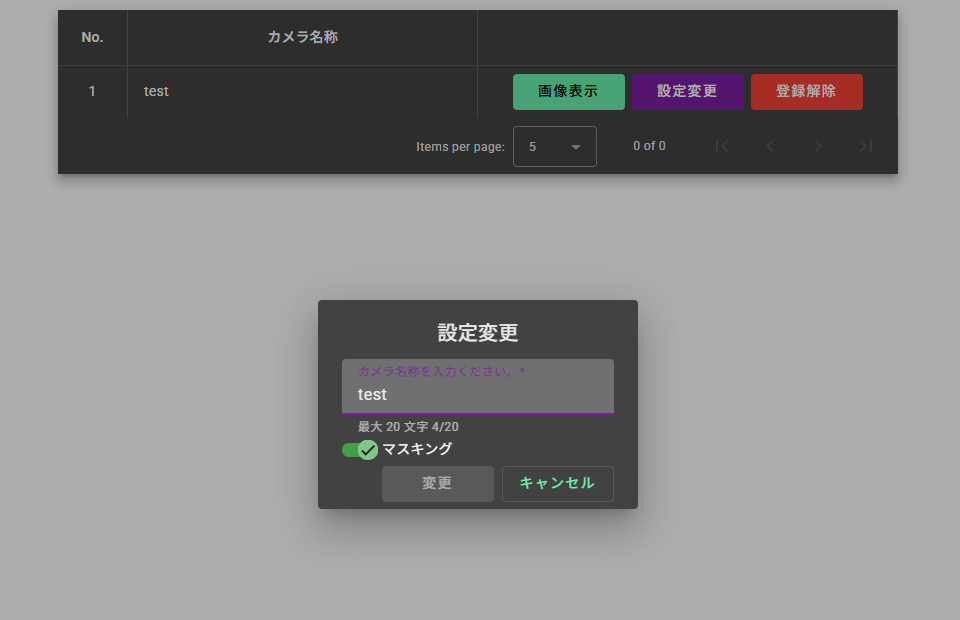 No. カメラ名称
1 test 画像表示 設定変更 登録解除
Items per page: 5 0 of 0
設定変更
カメラ名称を入力ください。*
test
最大 20 文字 4/20
マスキング
変更 キャンセル